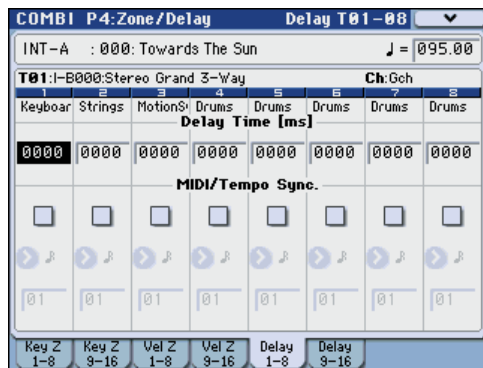 COMBI P4:Zone/Delay Delay T01-08
INT-A : 000: Towards The Sun ♩= 095.00
T01:I-B000:Stereo Grand 3-Way Ch:Gch
1 2 3 4 5 6 7 8
Keyboar Strings MotionS Drums Drums Drums Drums Drums
Delay Time [ms]
0000 0000 0000 0000 0000 0000 0000 0000
MIDI/Tempo Sync.
01 01 01 01 01 01 01 01
Key Z 1-8 Key Z 9-16 Vel Z 1-8 Vel Z 9-16 Delay 1-8 Delay 9-16